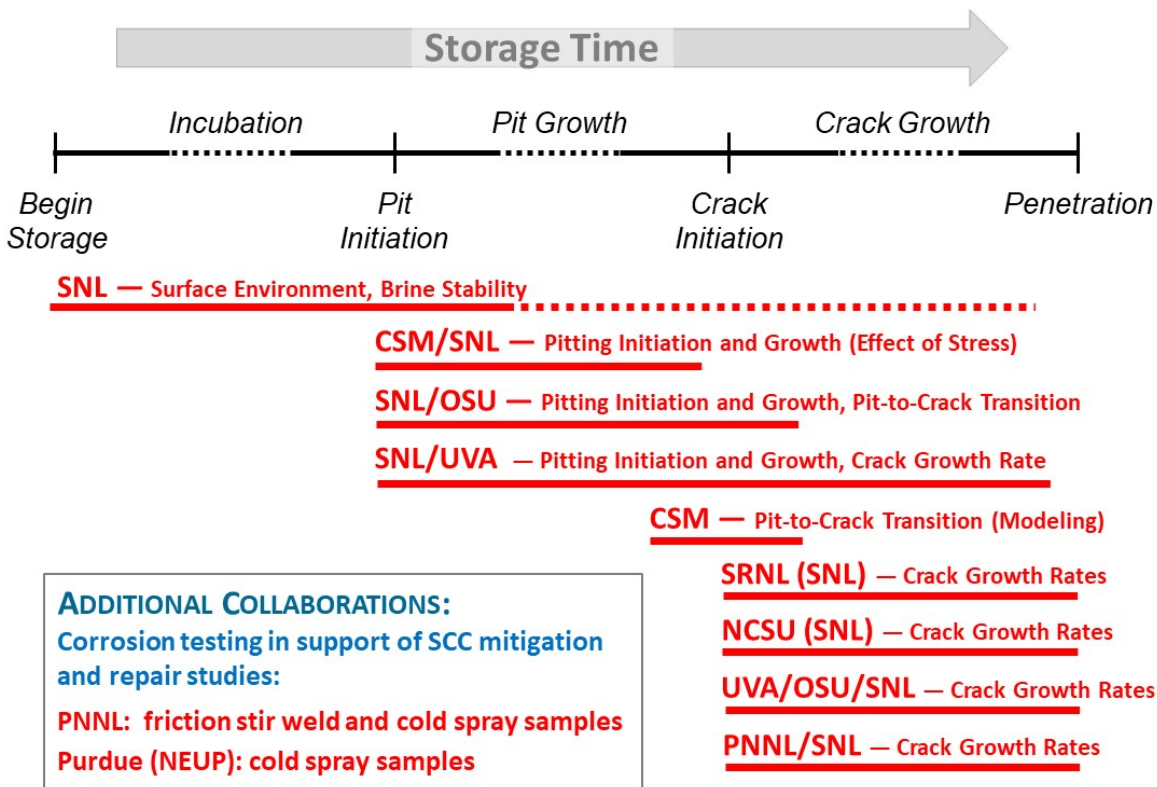 Storage Time
Incubation
Pit Growth
Crack Growth
Begin
Storage
Pit
Initiation
Crack
Initiation
Penetration
SNL — Surface Environment, Brine Stability
CSM/SNL — Pitting Initiation and Growth (Effect of Stress)
SNL/OSU — Pitting Initiation and Growth, Pit-to-Crack Transition
SNL/UVA — Pitting Initiation and Growth, Crack Growth Rate
CSM — Pit-to-Crack Transition (Modeling)
SRNL (SNL) — Crack Growth Rates
NCSU (SNL) — Crack Growth Rates
UVA/OSU/SNL — Crack Growth Rates
PNNL/SNL — Crack Growth Rates
ADDITIONAL COLLABORATIONS:
Corrosion testing in support of SCC mitigation
and repair studies:
PNNL: friction stir weld and cold spray samples
Purdue (NEUP): cold spray samples